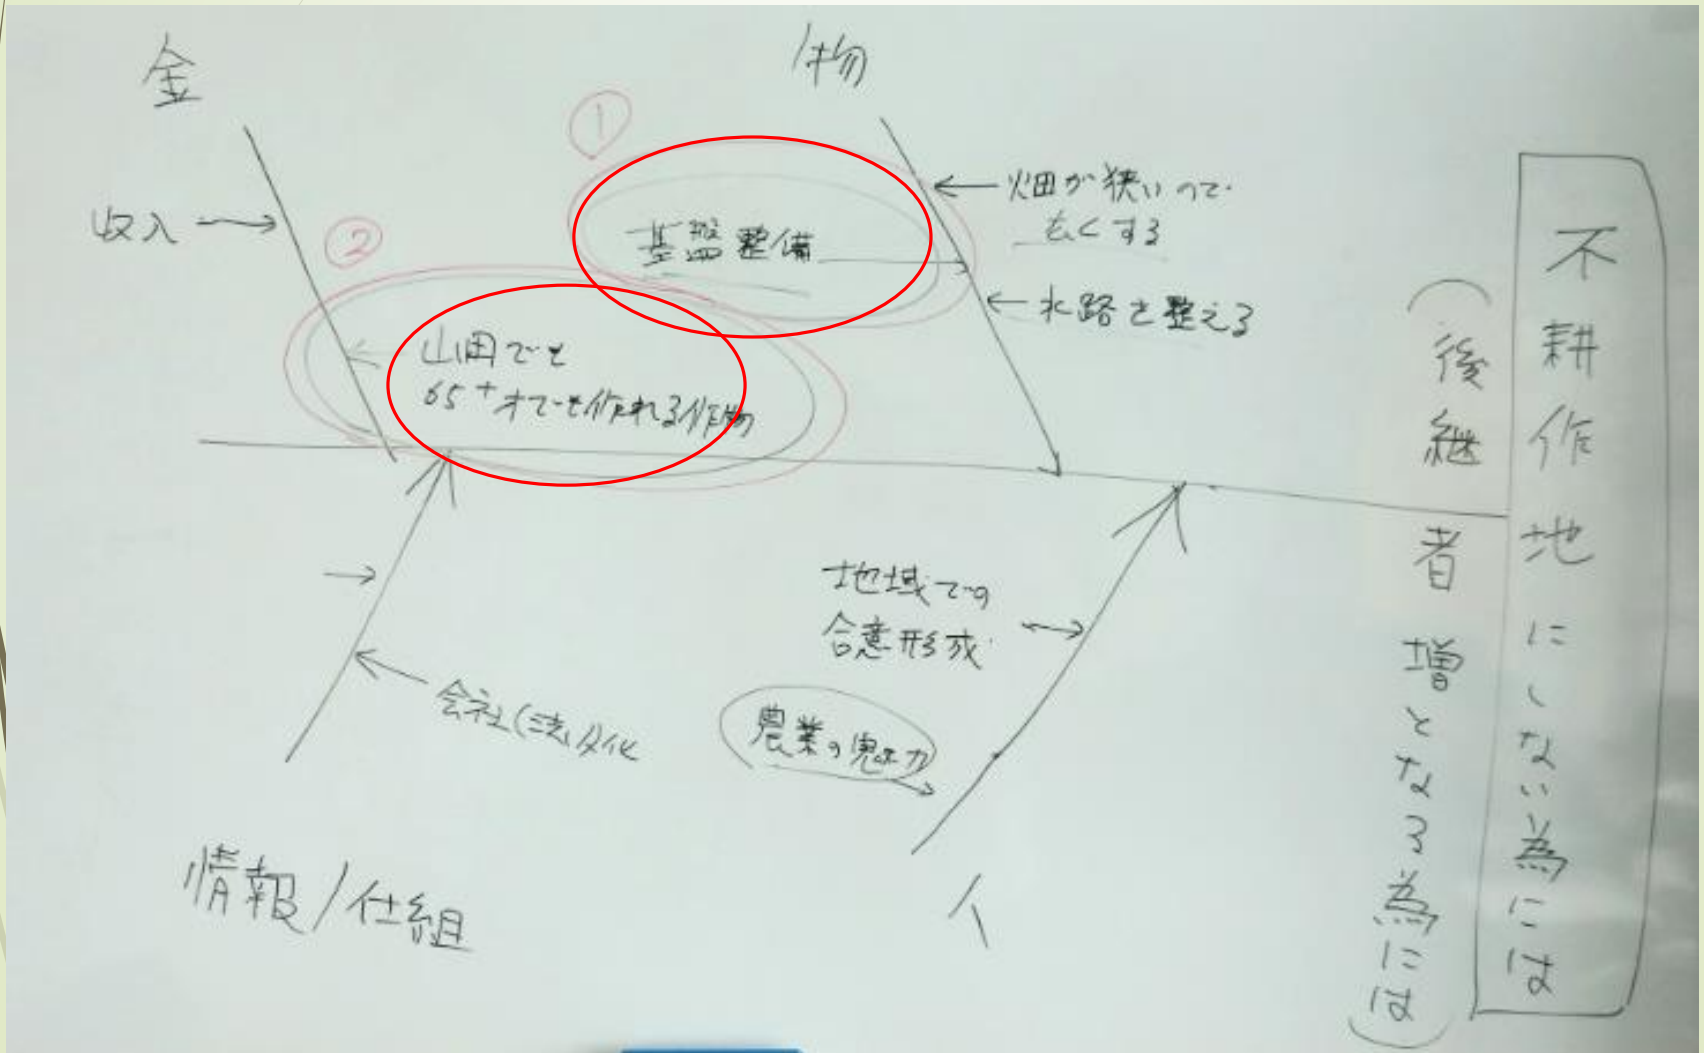 金
物
①
収入
畑が狭いので
広くする
②
基盤整備
水路を整える
山田でも
65才でも作れる作物
地域での
合意形成
会社(法人)化
農業の魅力
情報/仕組
人
不耕作地にしない為には
(後継者増となる為には)